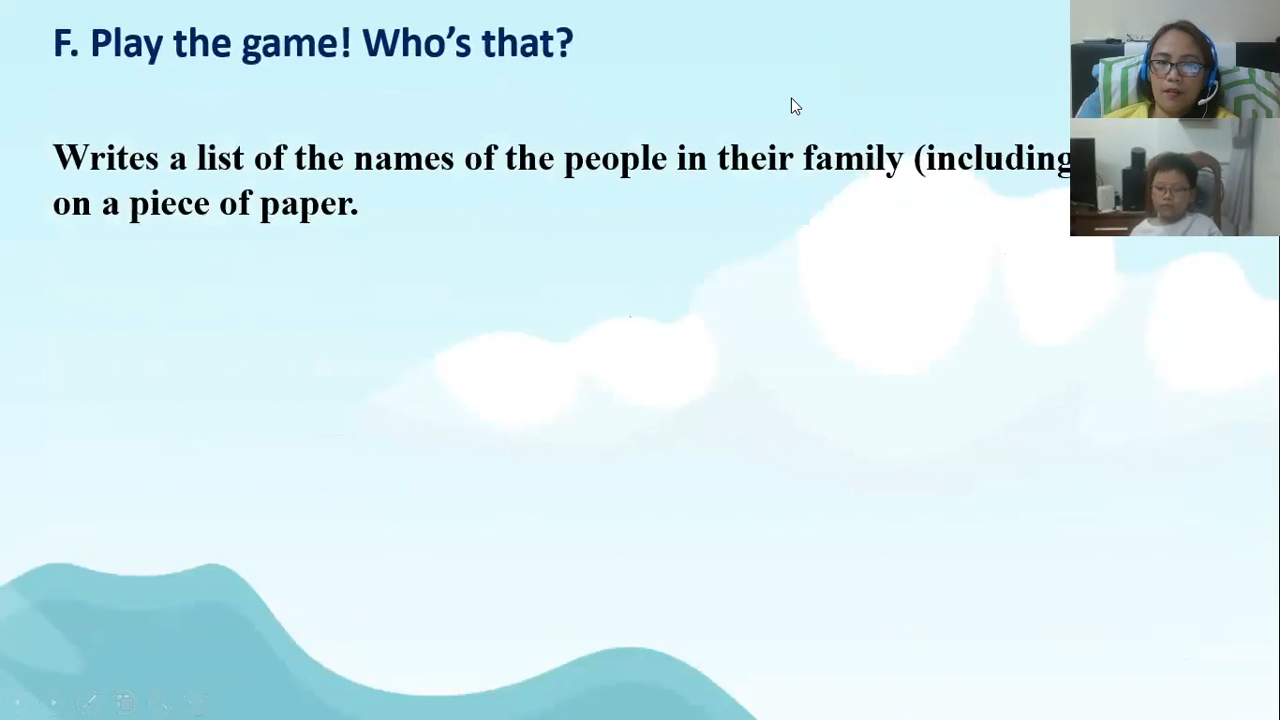 F. Play the game! Who's that?
Writes a list of the names of the people in their family (including
on a piece of paper.